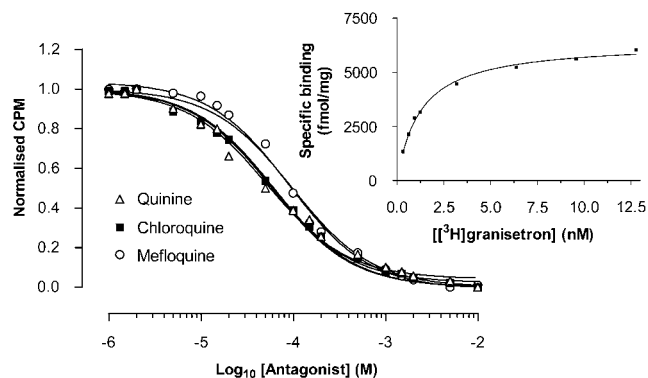 Normalised CPM
1.2
1.0
0.8
0.6
0.4
0.2
0.0
Quinine
Chloroquine
Mefloquine
-6
-5
-4
-3
-2
Log10 [Antagonist] (M)
Specific binding
(fmol/mg)
7500
5000
2500
0
0.0
2.5
5.0
7.5
10.0
12.5
[[3H]granisetron] (nM)